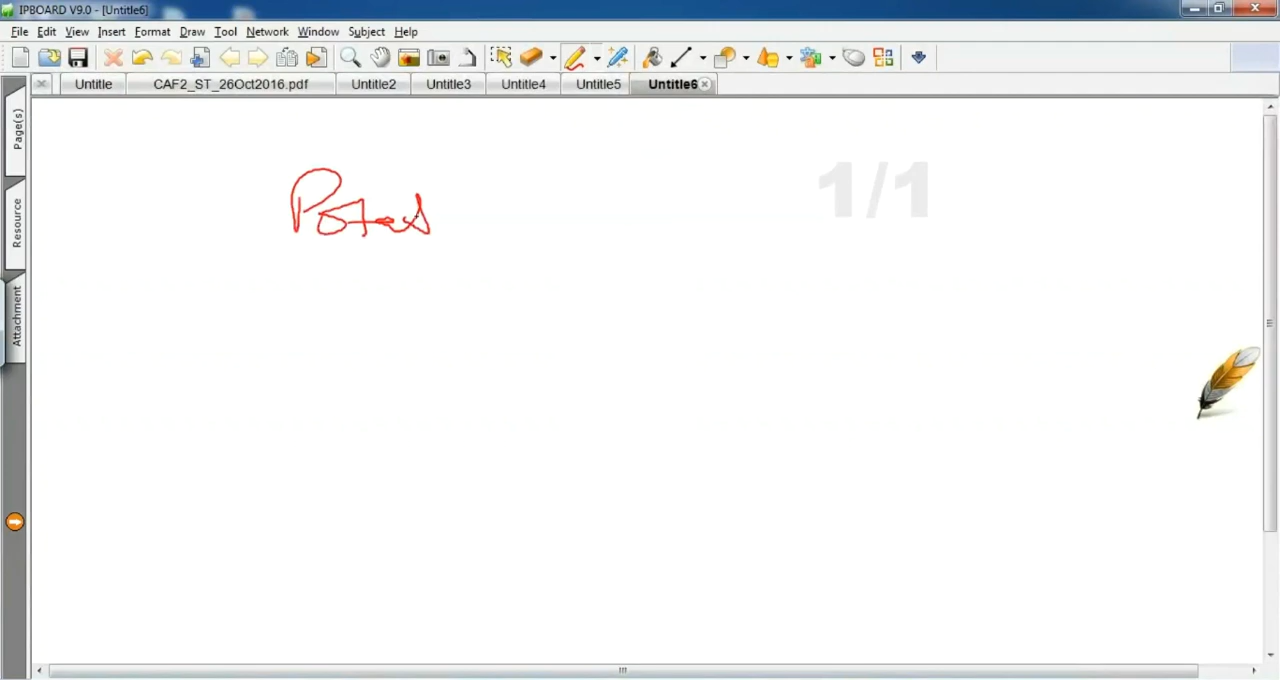 IPBOARD V9.0 - [Untitle6]
File Edit View Insert Format Draw Tool Network Window Subject Help
Untitle CAF2_ST_26Oct2016.pdf Untitle2 Untitle3 Untitle4 Untitle5 Untitle6
Page(s)
Resource
Attachment
1/1